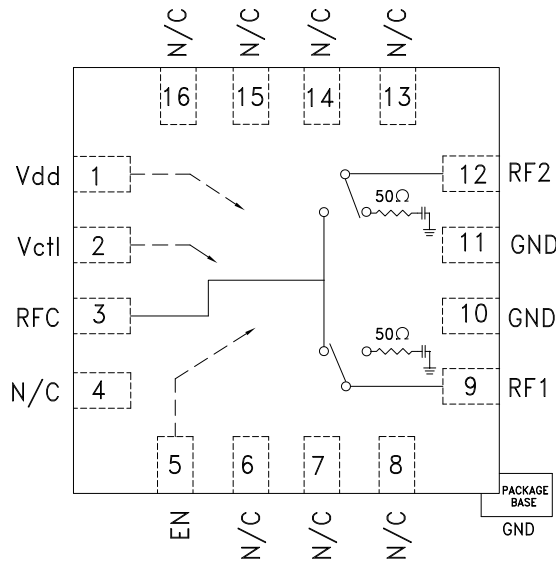 N/C N/C N/C N/C
16 15 14 13
Vdd 1
12 RF2
50Ω
Vctl 2
11 GND
RFC 3
10 GND
50Ω
N/C 4
9 RF1
5 6 7 8
EN N/C N/C N/C
PACKAGE
BASE
GND